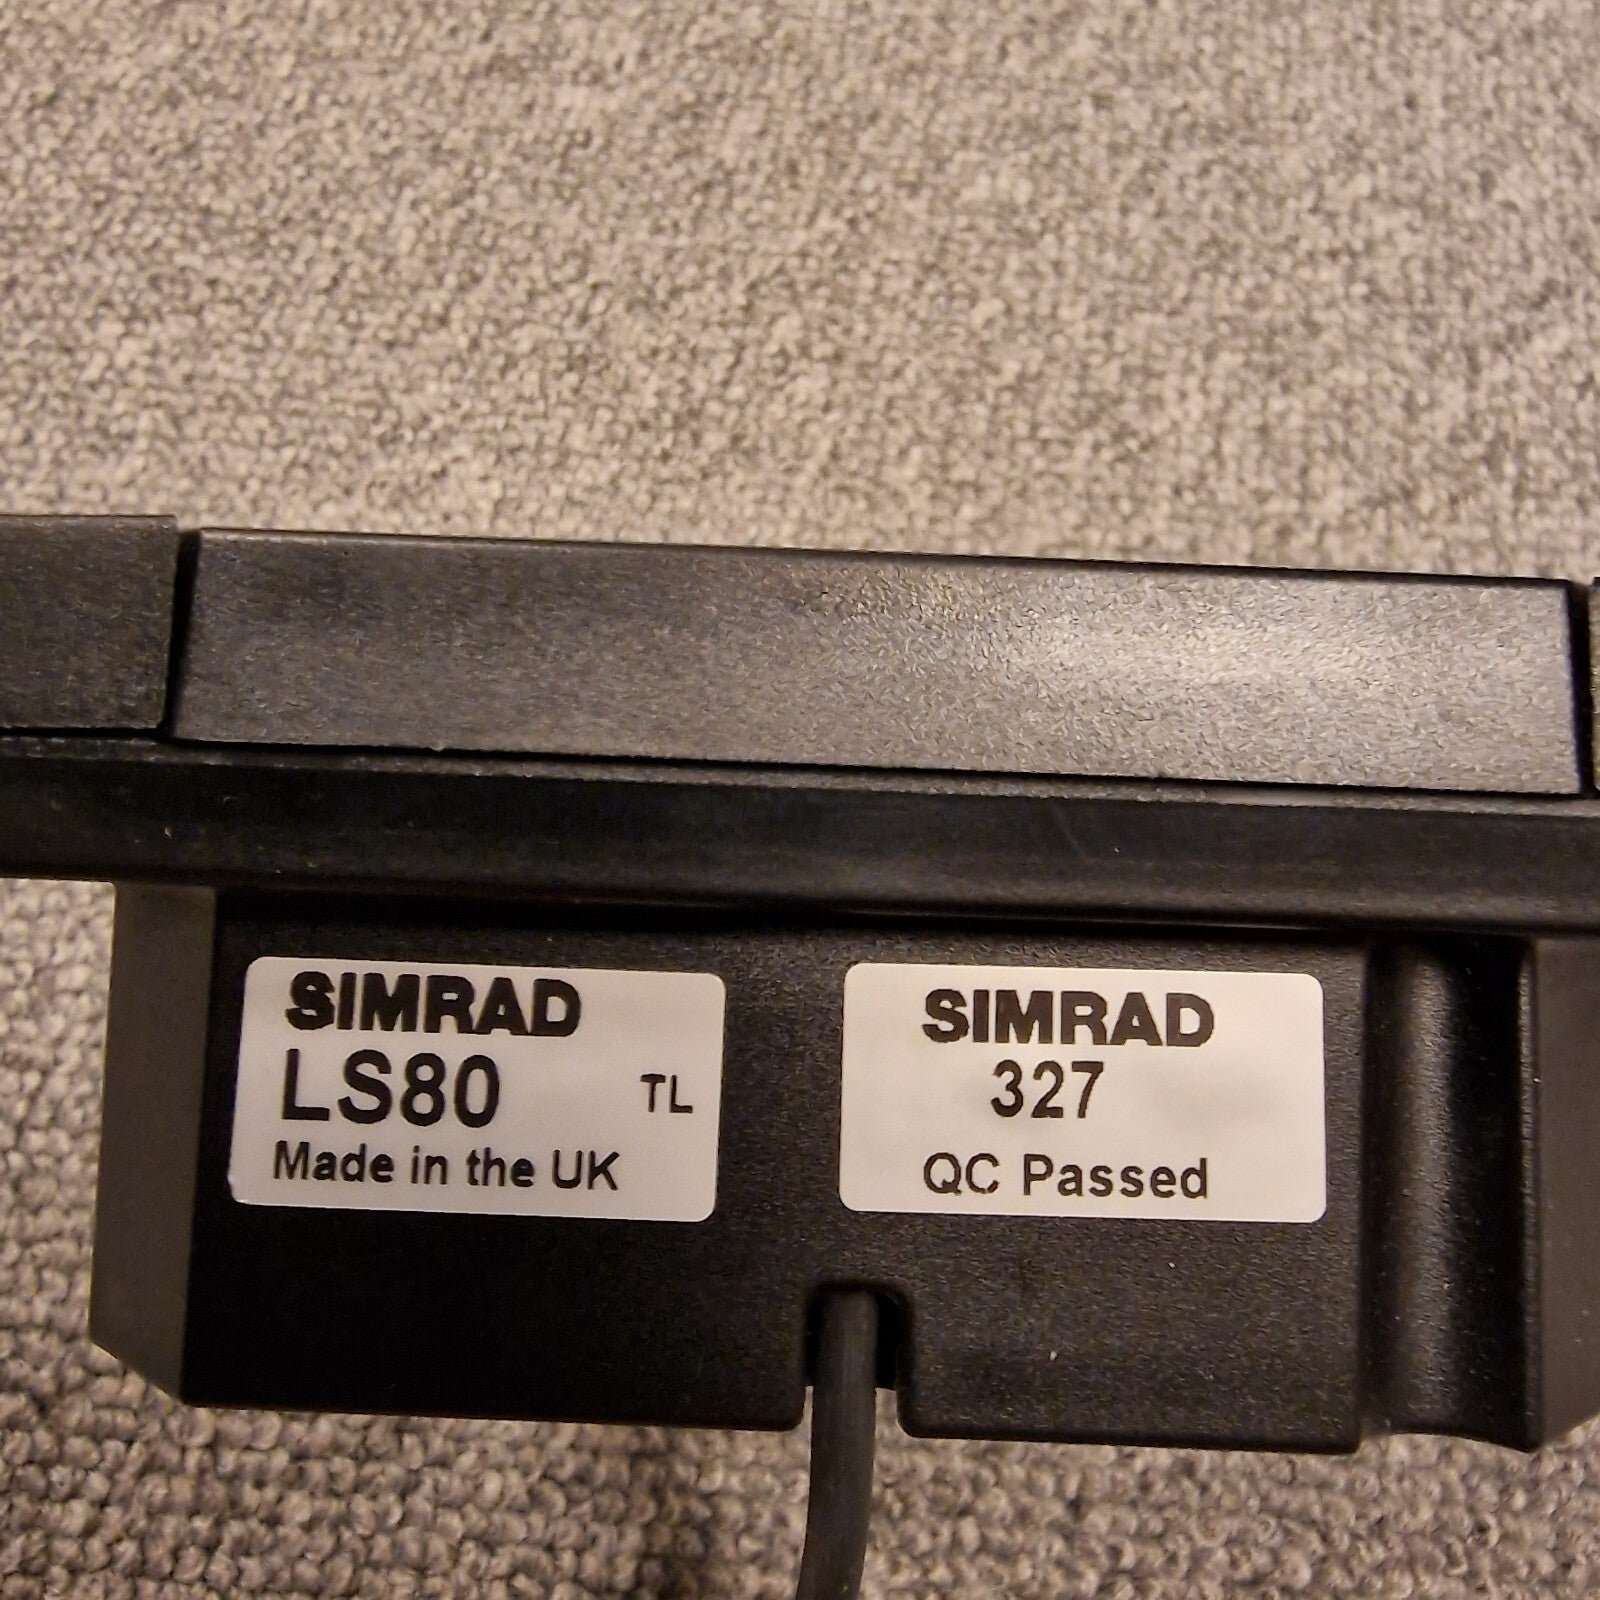 SIMRAD
LS80 TL
Made in the UK
SIMRAD
327
QC Passed